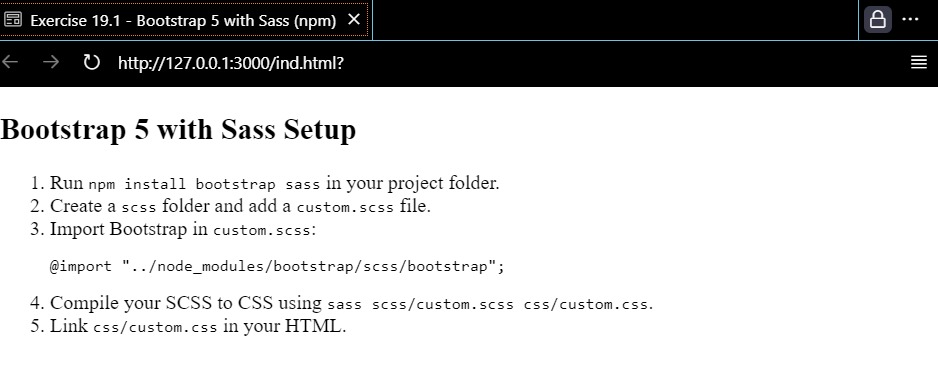 Exercise 19.1 - Bootstrap 5 with Sass (npm)
http://127.0.0.1:3000/ind.html?
Bootstrap 5 with Sass Setup
1. Run npm install bootstrap sass in your project folder.
2. Create a scss folder and add a custom.scss file.
3. Import Bootstrap in custom.scss:
@import "../node_modules/bootstrap/scss/bootstrap";
4. Compile your SCSS to CSS using sass scss/custom.scss css/custom.css.
5. Link css/custom.css in your HTML.